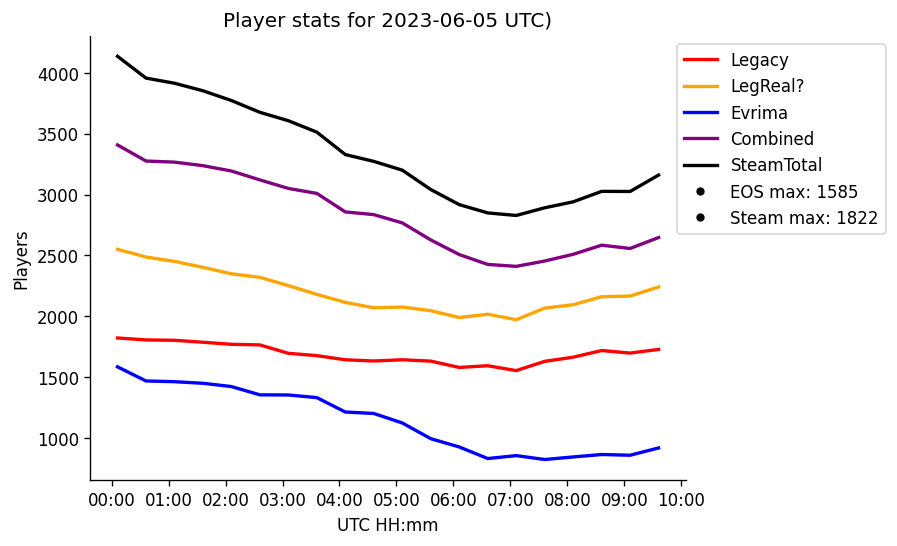 Player stats for 2023-06-05 UTC)
Legacy
LegReal?
Evrima
Combined
SteamTotal
EOS max: 1585
Steam max: 1822
4000
3500
3000
2500
2000
1500
1000
Players
00:00 01:00 02:00 03:00 04:00 05:00 06:00 07:00 08:00 09:00 10:00
UTC HH:mm